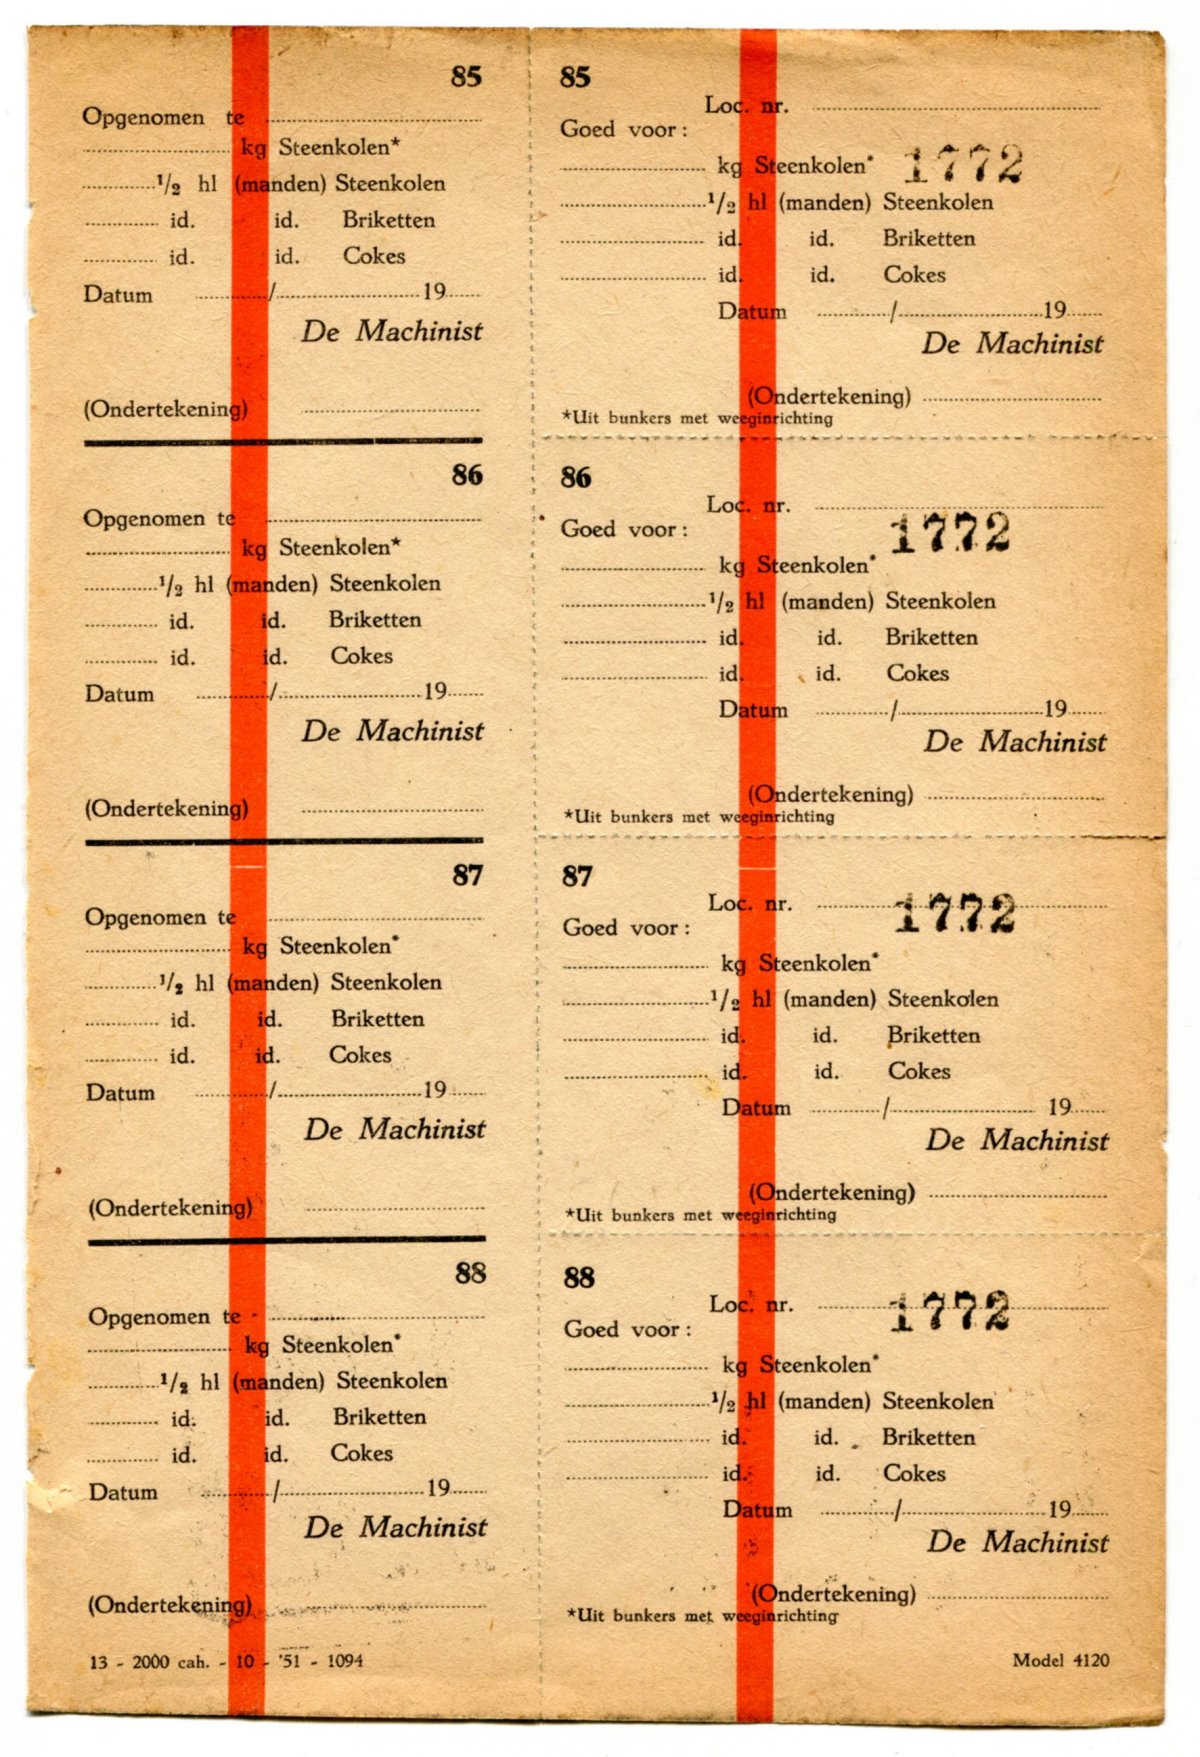 85
Opgenomen te
kg Steenkolen*
1/2 hl (manden) Steenkolen
id. id. Briketten
id. id. Cokes
Datum / 19
De Machinist
(Ondertekening)
85
Loc. nr.
Goed voor :
kg Steenkolen* 1772
1/2 hl (manden) Steenkolen
id. id. Briketten
id. id. Cokes
Datum / 19
De Machinist
(Ondertekening)
*Uit bunkers met weeginrichting
86
Opgenomen te
kg Steenkolen*
1/2 hl (manden) Steenkolen
id. id. Briketten
id. id. Cokes
Datum / 19
De Machinist
(Ondertekening)
86
Loc. nr.
Goed voor : 1772
kg Steenkolen*
1/2 hl (manden) Steenkolen
id. id. Briketten
id. id. Cokes
Datum / 19
De Machinist
(Ondertekening)
*Uit bunkers met weeginrichting
87
Opgenomen te
kg Steenkolen*
1/2 hl (manden) Steenkolen
id. id. Briketten
id. id. Cokes
Datum / 19
De Machinist
(Ondertekening)
87
Loc. nr. 1772
Goed voor :
kg Steenkolen*
1/2 hl (manden) Steenkolen
id. id. Briketten
id. id. Cokes
Datum / 19
De Machinist
(Ondertekening)
*Uit bunkers met weeginrichting
88
Opgenomen te
kg Steenkolen*
1/2 hl (manden) Steenkolen
id. id. Briketten
id. id. Cokes
Datum / 19
De Machinist
(Ondertekening)
88
Loc. nr. 1772
Goed voor :
kg Steenkolen*
1/2 hl (manden) Steenkolen
id. id. Briketten
id. id. Cokes
Datum / 19
De Machinist
(Ondertekening)
*Uit bunkers met weeginrichting
13 - 2000 cah. - 10 - '51 - 1094
Model 4120